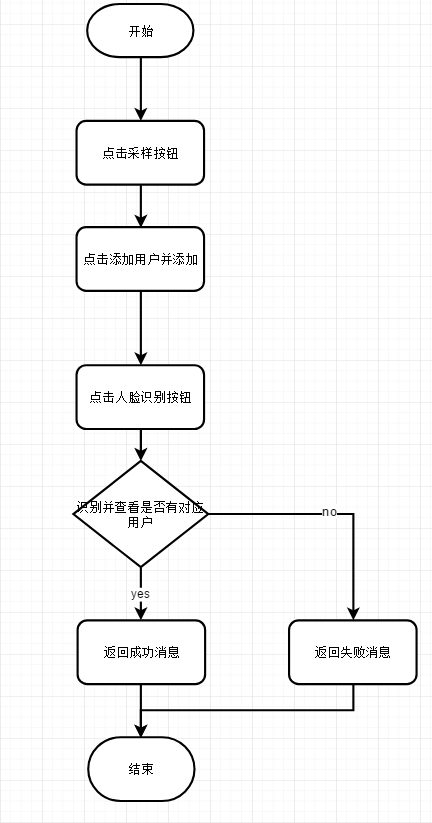 开始
点击采样按钮
点击添加用户并添加
点击人脸识别按钮
识别并查看是否有对应
用户
no
yes
返回成功消息
返回失败消息
结束